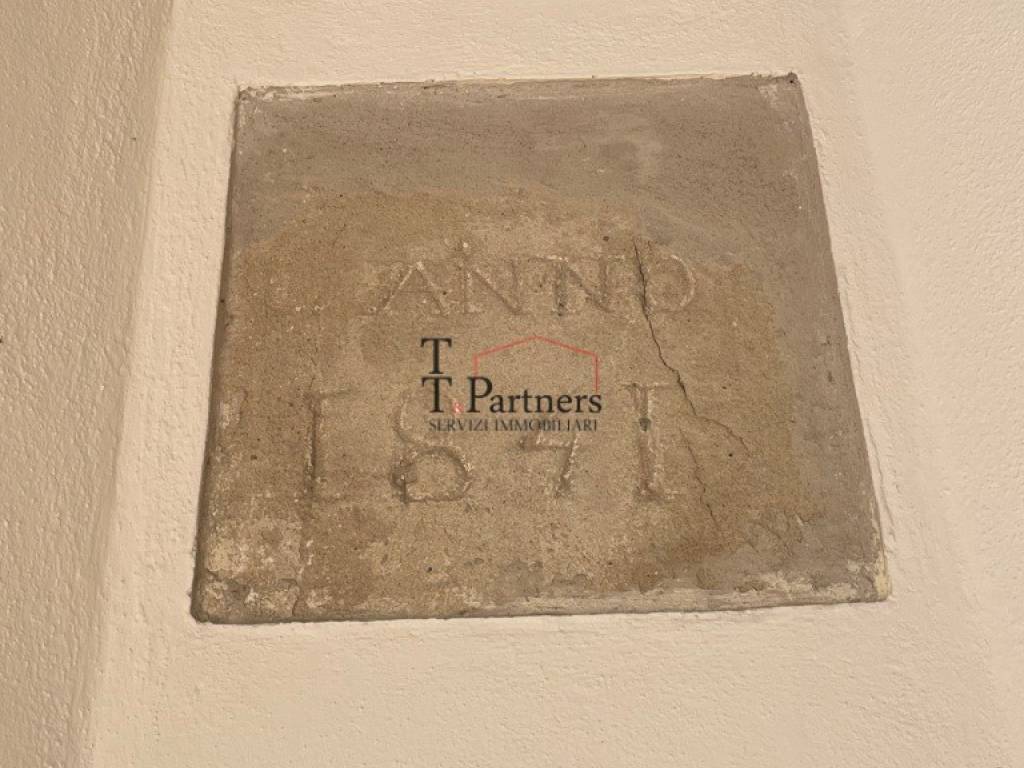 ANNO
T
T&Partners
SERVIZI IMMOBILIARI